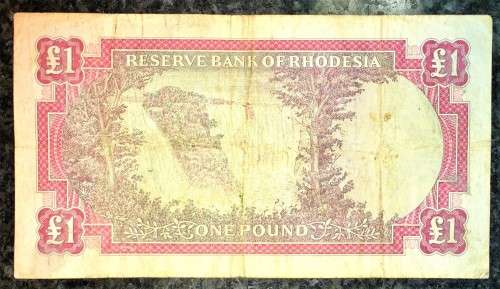 £1 RESERVE BANK OF RHODESIA £1
£1 ONE POUND £1